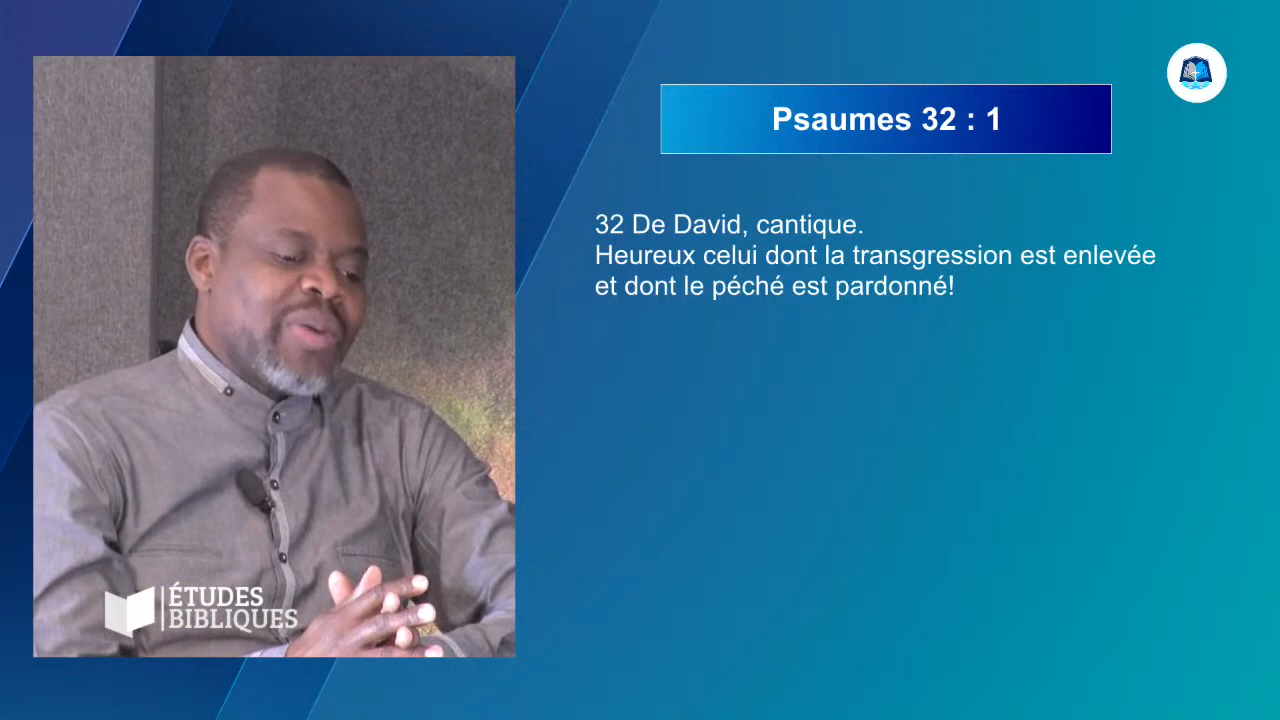 Psaumes 32 : 1
32 De David, cantique.
Heureux celui dont la transgression est enlevée
et dont le péché est pardonné!
ÉTUDES
BIBLIQUES